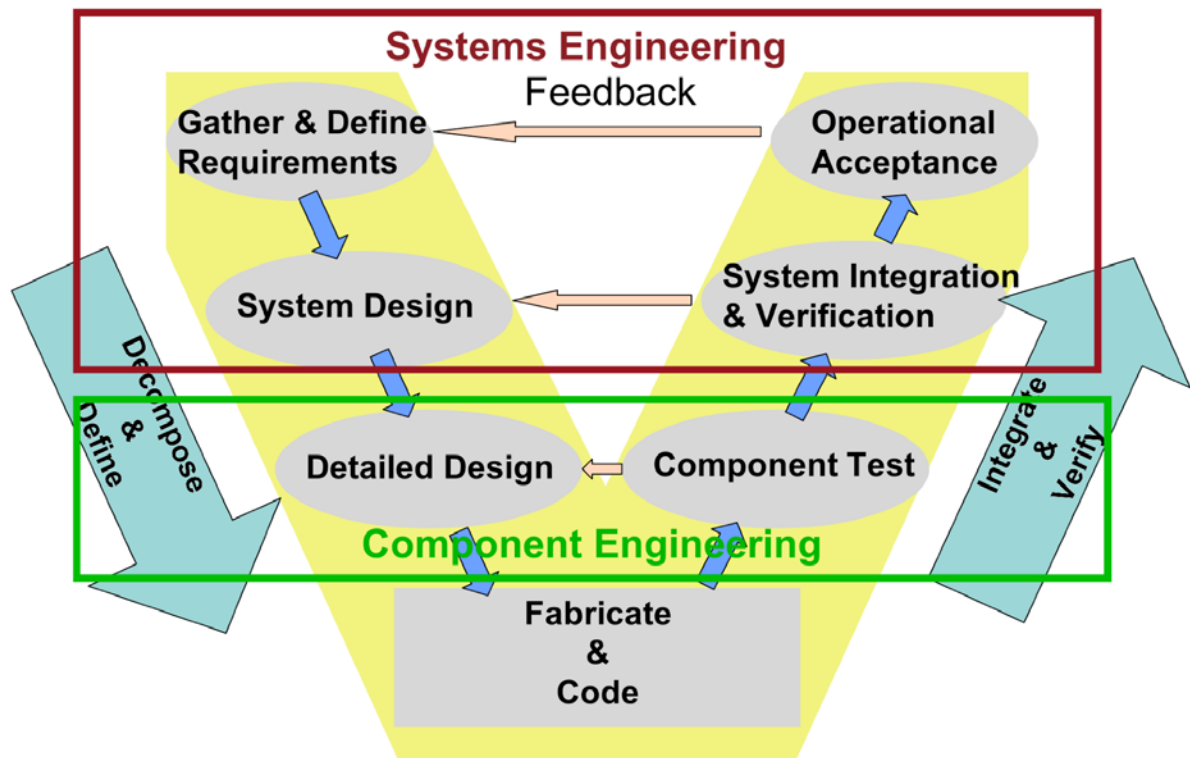 Systems Engineering
Feedback
Gather & Define
Requirements
Operational
Acceptance
System Design
System Integration
& Verification
Decompose
&
Define
Integrate
&
Verify
Detailed Design
Component Test
Component Engineering
Fabricate
&
Code